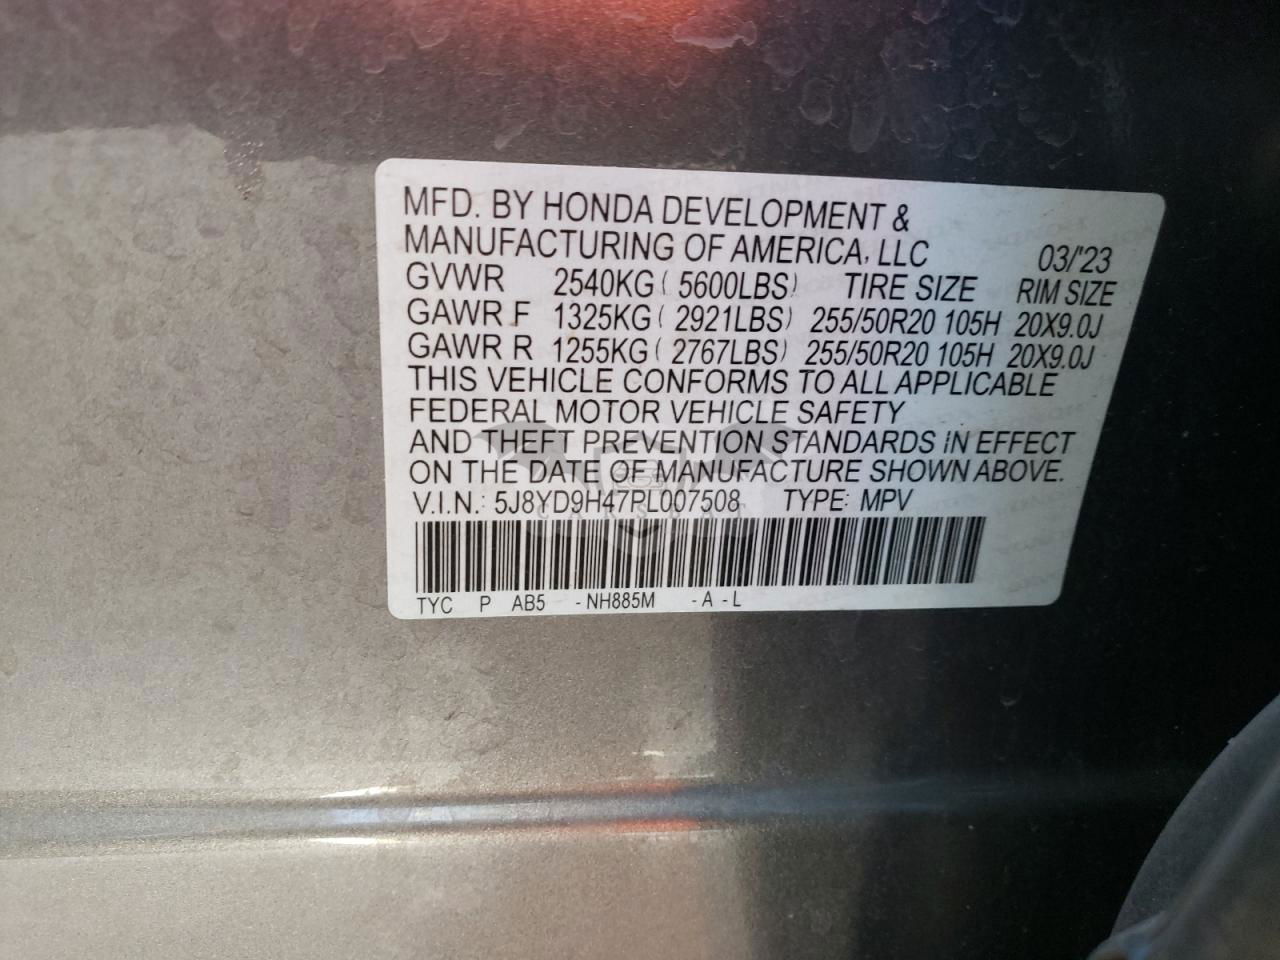 MFD. BY HONDA DEVELOPMENT &
MANUFACTURING OF AMERICA, LLC 03/'23
GVWR 2540KG ( 5600LBS) TIRE SIZE RIM SIZE
GAWR F 1325KG ( 2921LBS) 255/50R20 105H 20X9.0J
GAWR R 1255KG ( 2767LBS) 255/50R20 105H 20X9.0J
THIS VEHICLE CONFORMS TO ALL APPLICABLE
FEDERAL MOTOR VEHICLE SAFETY
AND THEFT PREVENTION STANDARDS IN EFFECT
ON THE DATE OF MANUFACTURE SHOWN ABOVE.
V.I.N.: 5J8YD9H47PL007508 TYPE: MPV
TYC P AB5 -NH885M -A -L